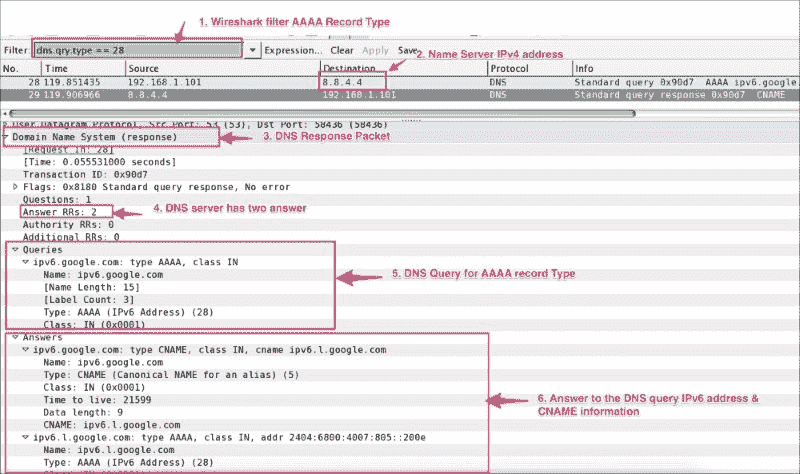 1. Wireshark filter AAAA Record Type
Filter: dns.qry.type == 28 Expression... Clear Apply Save
2. Name Server IPv4 address
No. Time Source Destination Protocol Info
28 119.851435 192.168.1.101 8.8.4.4 DNS Standard query 0x90d7 AAAA ipv6.google
29 119.906966 8.8.4.4 192.168.1.101 DNS Standard query response 0x90d7 CNAME
User Datagram Protocol, Src Port: 53 (53), Dst Port: 58436 (58436)
Domain Name System (response)
3. DNS Response Packet
[Request In: 28]
[Time: 0.055531000 seconds]
Transaction ID: 0x90d7
Flags: 0x8180 Standard query response, No error
Questions: 1
Answer RRs: 2
4. DNS server has two answer
Authority RRs: 0
Additional RRs: 0
Queries
ipv6.google.com: type AAAA, class IN
Name: ipv6.google.com
[Name Length: 15]
[Label Count: 3]
Type: AAAA (IPv6 Address) (28)
Class: IN (0x0001)
5. DNS Query for AAAA record Type
Answers
ipv6.google.com: type CNAME, class IN, cname ipv6.l.google.com
Name: ipv6.google.com
Type: CNAME (Canonical NAME for an alias) (5)
Class: IN (0x0001)
Time to live: 21599
Data length: 9
CNAME: ipv6.l.google.com
6. Answer to the DNS query IPv6 address &
CNAME information
ipv6.l.google.com: type AAAA, class IN, addr 2404:6800:4007:805::200e
Name: ipv6.l.google.com
Type: AAAA (IPv6 Address) (28)